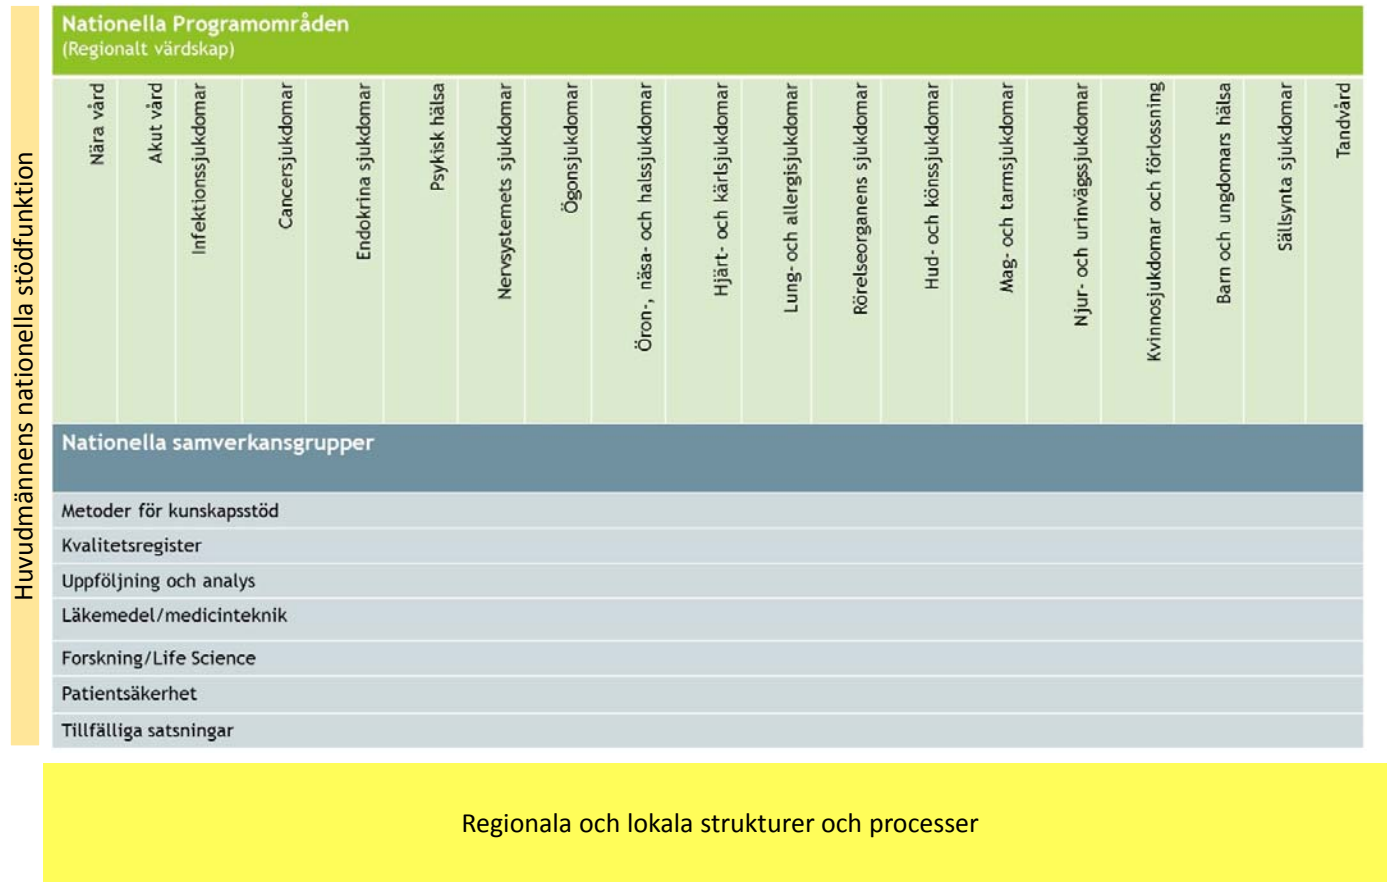 Huvudmännens nationella stödfunktion
Nationella Programområden
(Regionalt värdskap)
Nära vård
Akut vård
Infektionssjukdomar
Cancersjukdomar
Endokrina sjukdomar
Psykisk hälsa
Nervsystemets sjukdomar
Ögonsjukdomar
Öron-, näsa- och halssjukdomar
Hjärt- och kärlsjukdomar
Lung- och allergisjukdomar
Rörelseorganens sjukdomar
Hud- och könssjukdomar
Mag- och tarmsjukdomar
Njur- och urinvägssjukdomar
Kvinnosjukdomar och förlossning
Barn och ungdomars hälsa
Sällsynta sjukdomar
Tandvård
Nationella samverkansgrupper
Metoder för kunskapsstöd
Kvalitetsregister
Uppföljning och analys
Läkemedel/medicinteknik
Forskning/Life Science
Patientsäkerhet
Tillfälliga satsningar
Regionala och lokala strukturer och processer